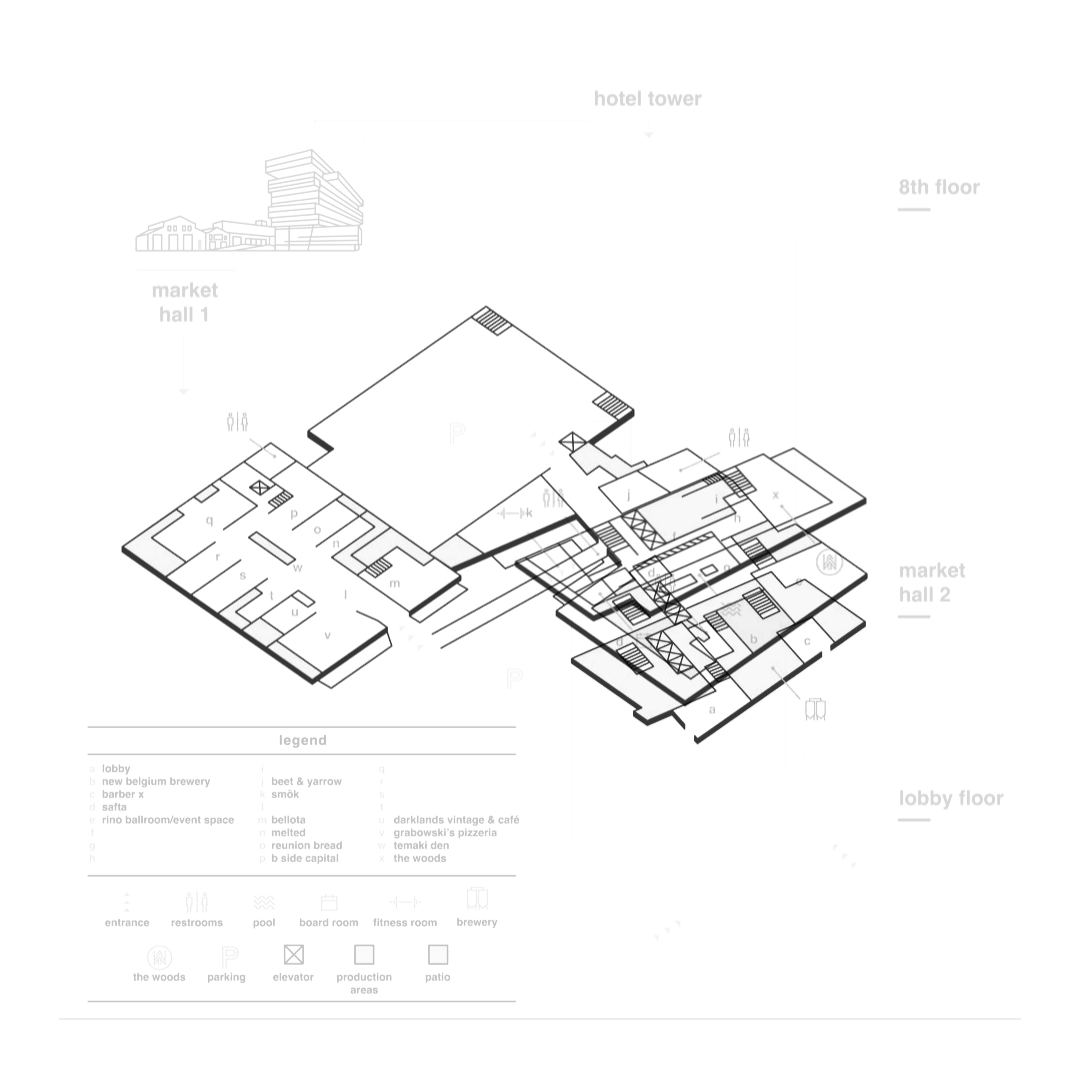 hotel tower
8th floor
market
hall 1
P
q
p
o
n
r
s
w
m
t
l
u
v
k
j
i
h
x
g
d
b
c
a
P
market
hall 2
lobby floor
legend
a lobby
b new belgium brewery
c barber x
d safta
e rino ballroom/event space
f
g
h
i
j beet & yarrow
k smök
l
m bellota
n melted
o reunion bread
p b side capital
q
r
s
t
u darklands vintage & café
v grabowski's pizzeria
w temaki den
x the woods
entrance
restrooms
pool
board room
fitness room
brewery
the woods
P
parking
elevator
production
areas
patio